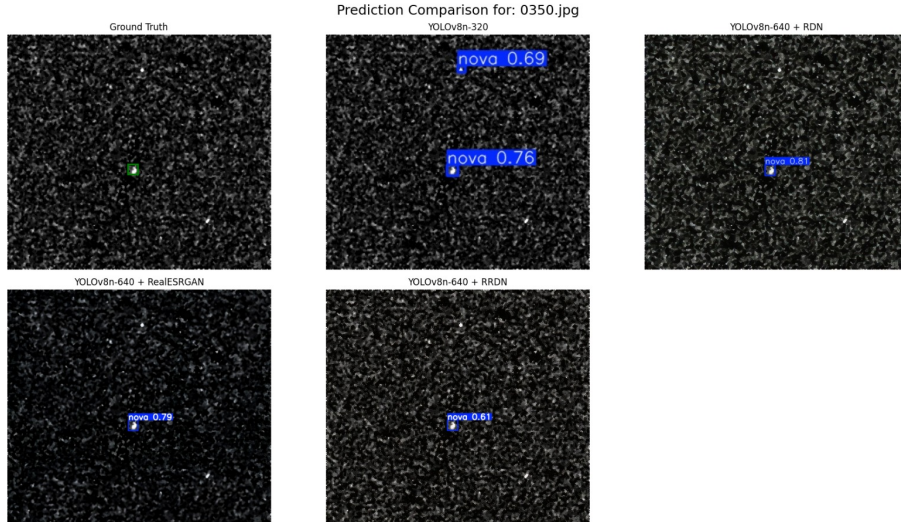 Prediction Comparison for: 0350.jpg
Ground Truth
YOLOv8n-320
YOLOv8n-640 + RDN
nova 0.69
nova 0.76
nova 0.81
YOLOv8n-640 + RealESRGAN
YOLOv8n-640 + RRDN
nova 0.79
nova 0.61